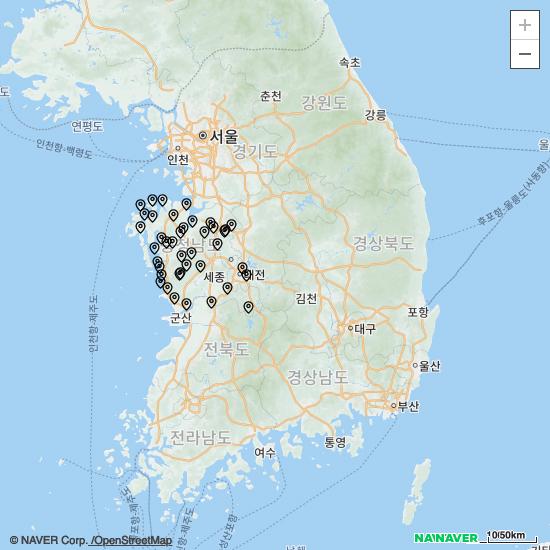 +
−
속초
춘천
강원도
도
강릉
연평도
서울
인천
경기도
울
인천항-백령도
후포항-울릉도(사동항)
충청남도
경상북도
세종
대전
김천
군산
인천항-제주도
포항
대구
전북도
울산
경상남도
부산
전라남도
통영
여수
© NAVER Corp. /OpenStreetMap
NAVER
NAVER
10/50km